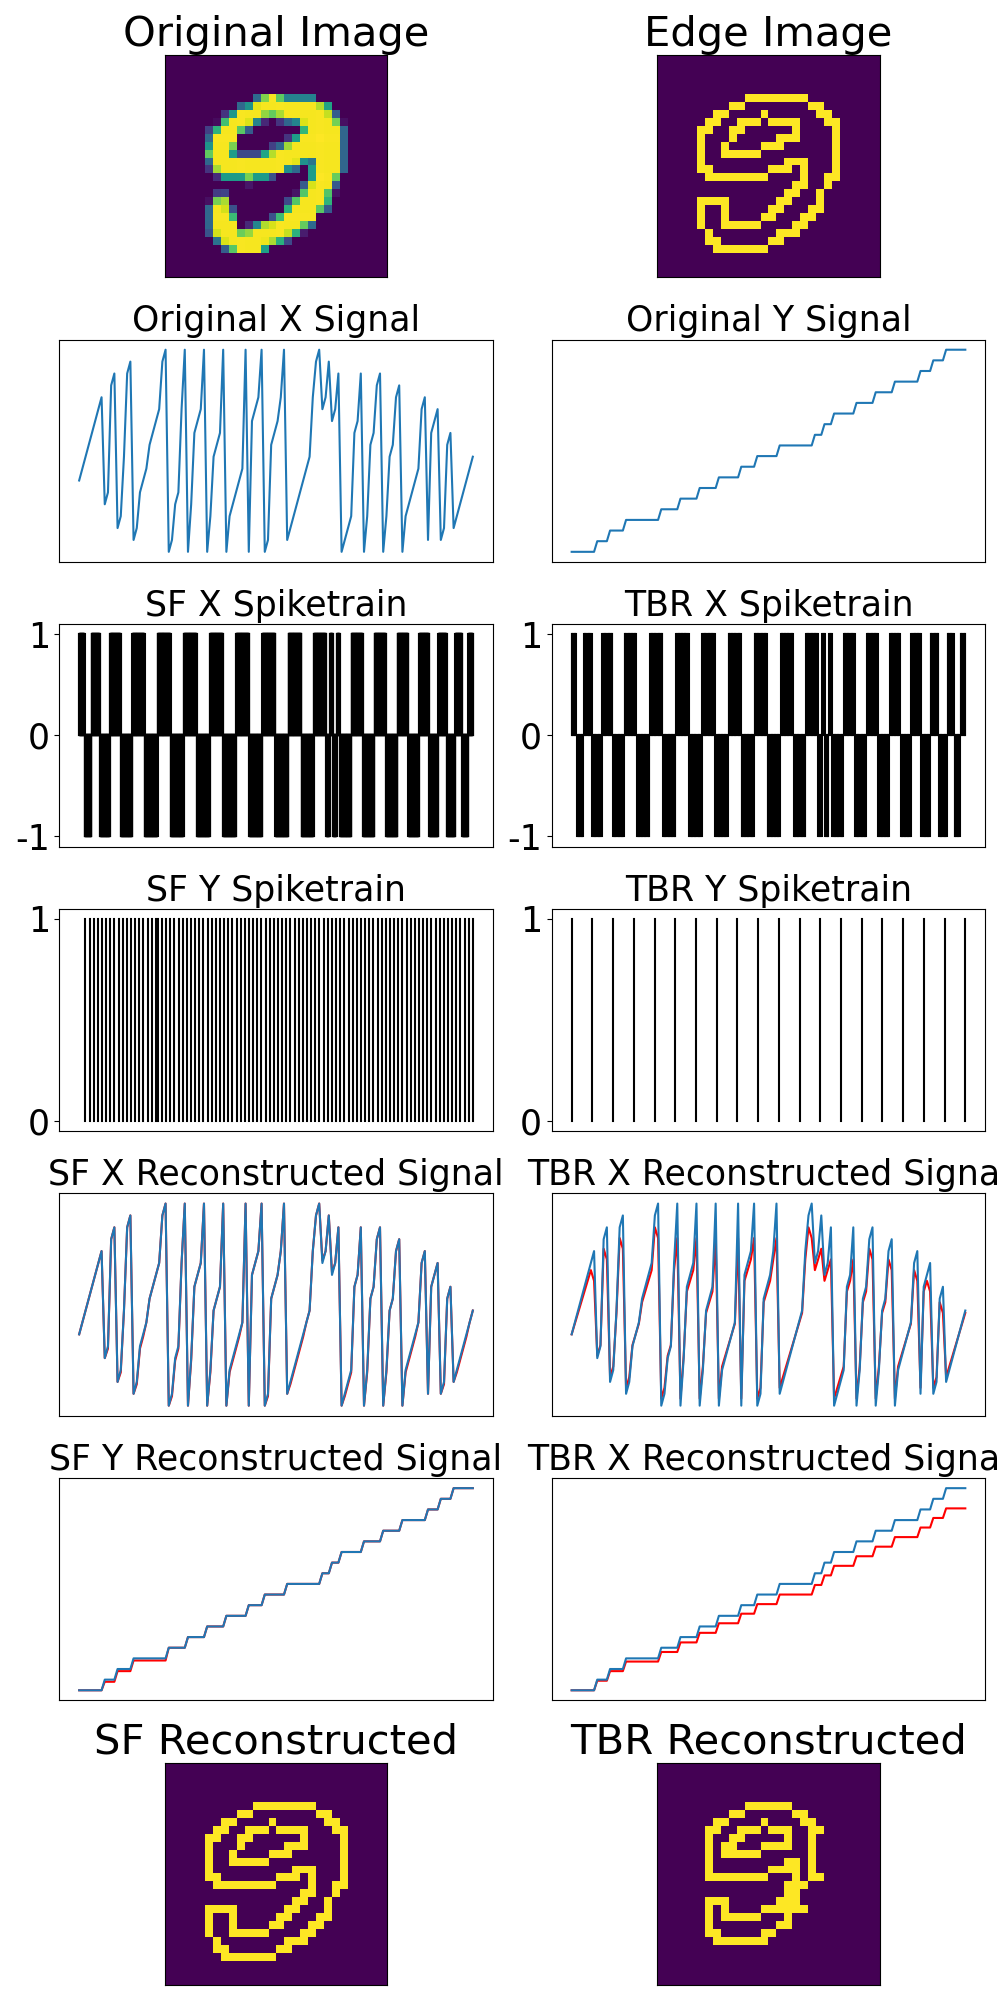 Original Image
Edge Image
Original X Signal
Original Y Signal
SF X Spiketrain
TBR X Spiketrain
1
0
-1
1
0
-1
SF Y Spiketrain
TBR Y Spiketrain
1
0
1
0
SF X Reconstructed Signal
TBR X Reconstructed Signa
SF Y Reconstructed Signal
TBR X Reconstructed Signa
SF Reconstructed
TBR Reconstructed